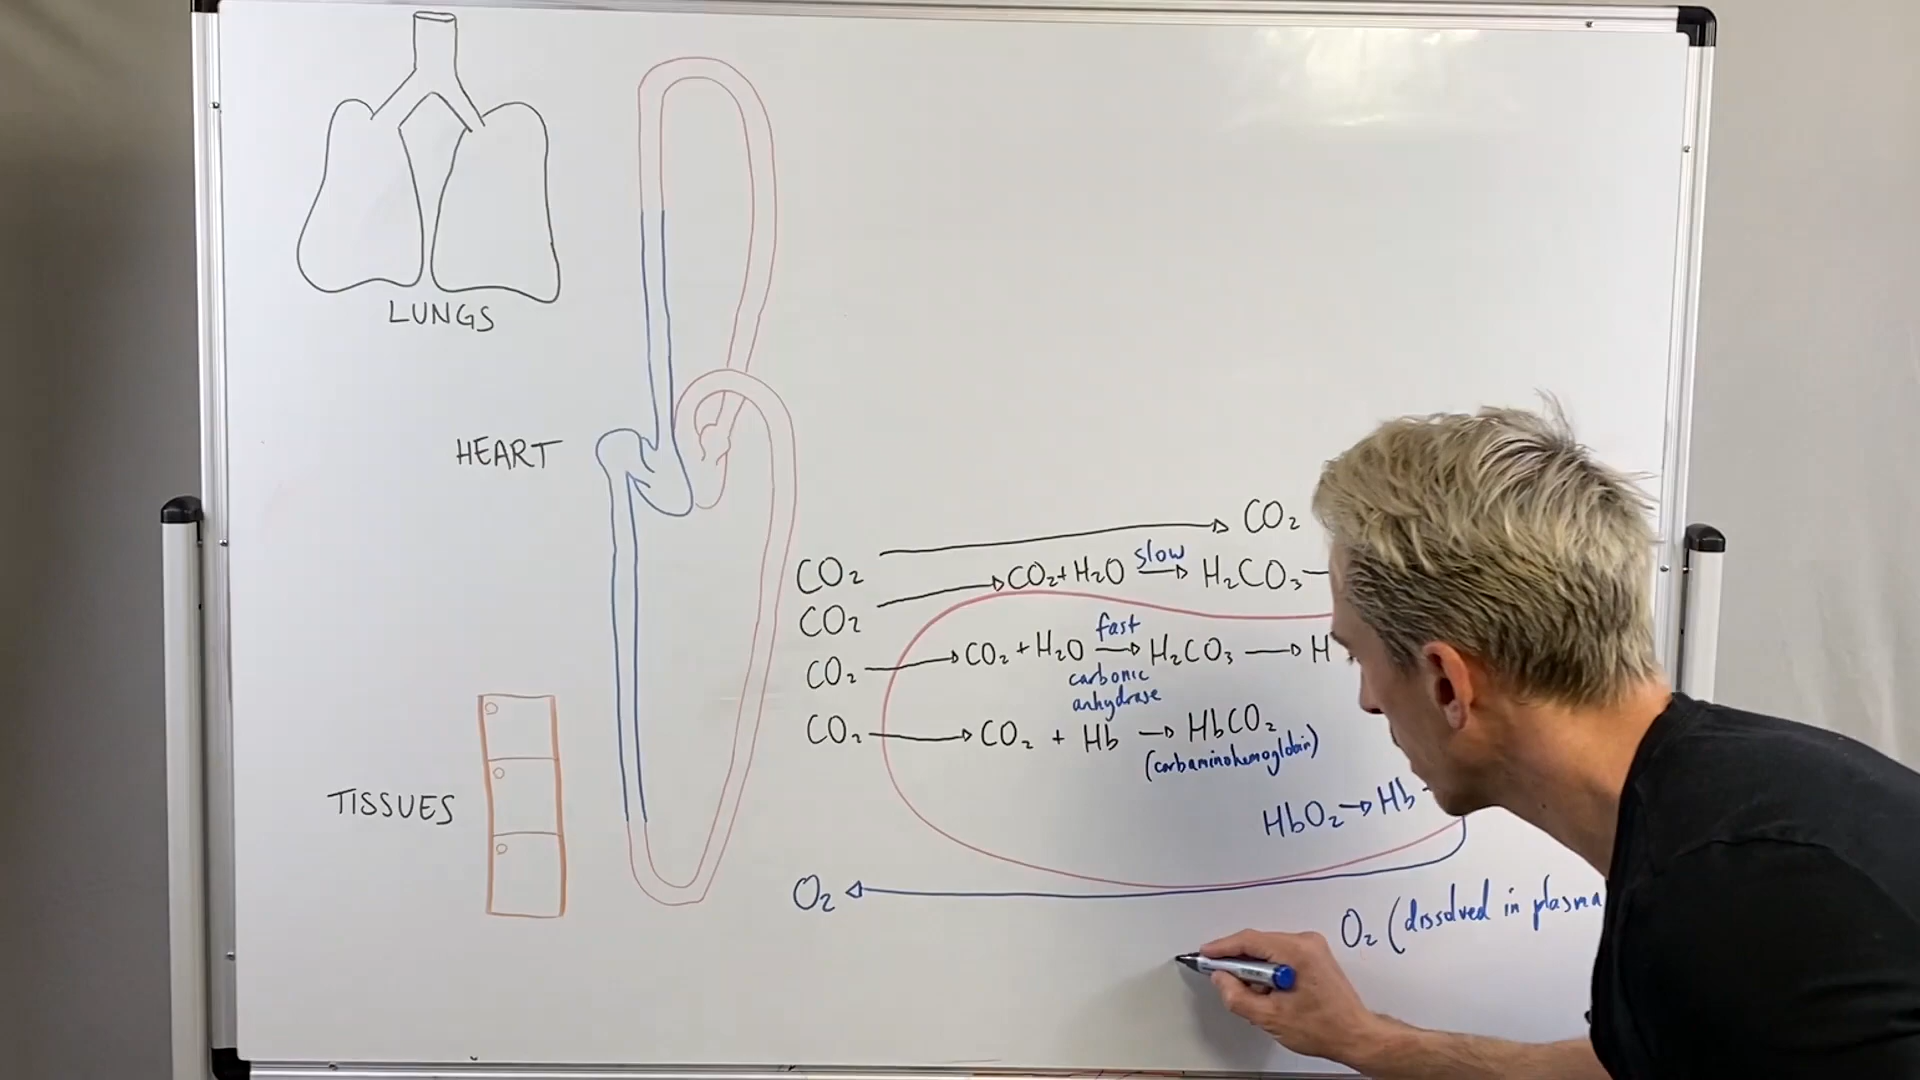 LUNGS
HEART
TISSUES
CO₂ → CO₂
CO₂ → CO₂ + H₂O slow → H₂CO₃
CO₂ → CO₂ + H₂O fast → H₂CO₃ → H
carbonic
anhydrase
CO₂ → CO₂ + Hb → HbCO₂
(carbaminohemoglobin)
HbO₂ → Hb
O₂
O₂ (dissolved in plasma